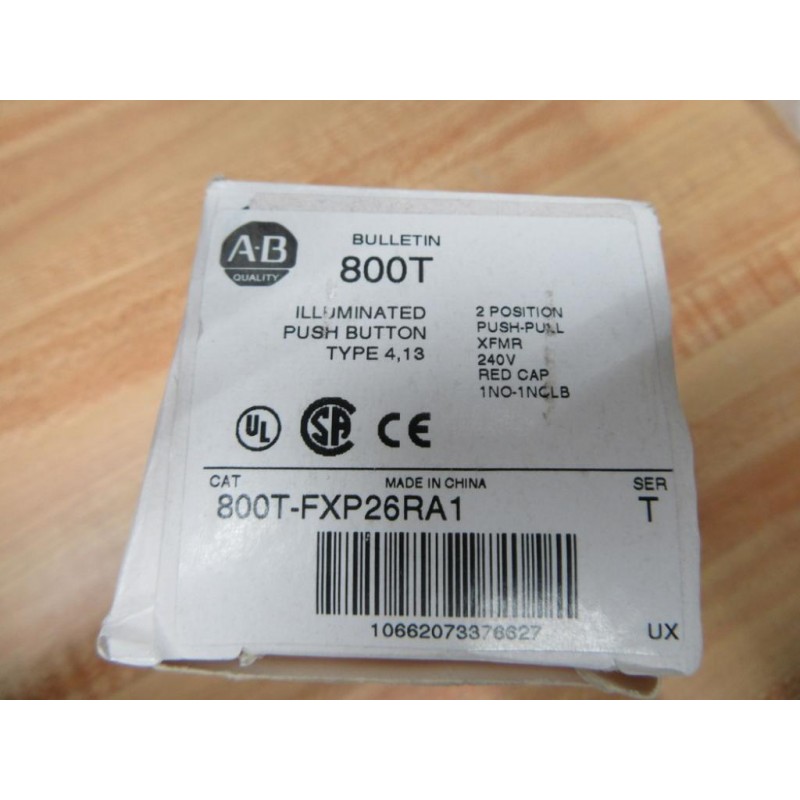 A-B
QUALITY
BULLETIN
800T
ILLUMINATED
PUSH BUTTON
TYPE 4,13
2 POSITION
PUSH-PULL
XFMR
240V
RED CAP
1NO-1NCLB
UL
SA
CE
CAT
MADE IN CHINA
SER
800T-FXP26RA1
T
10662073376627
UX